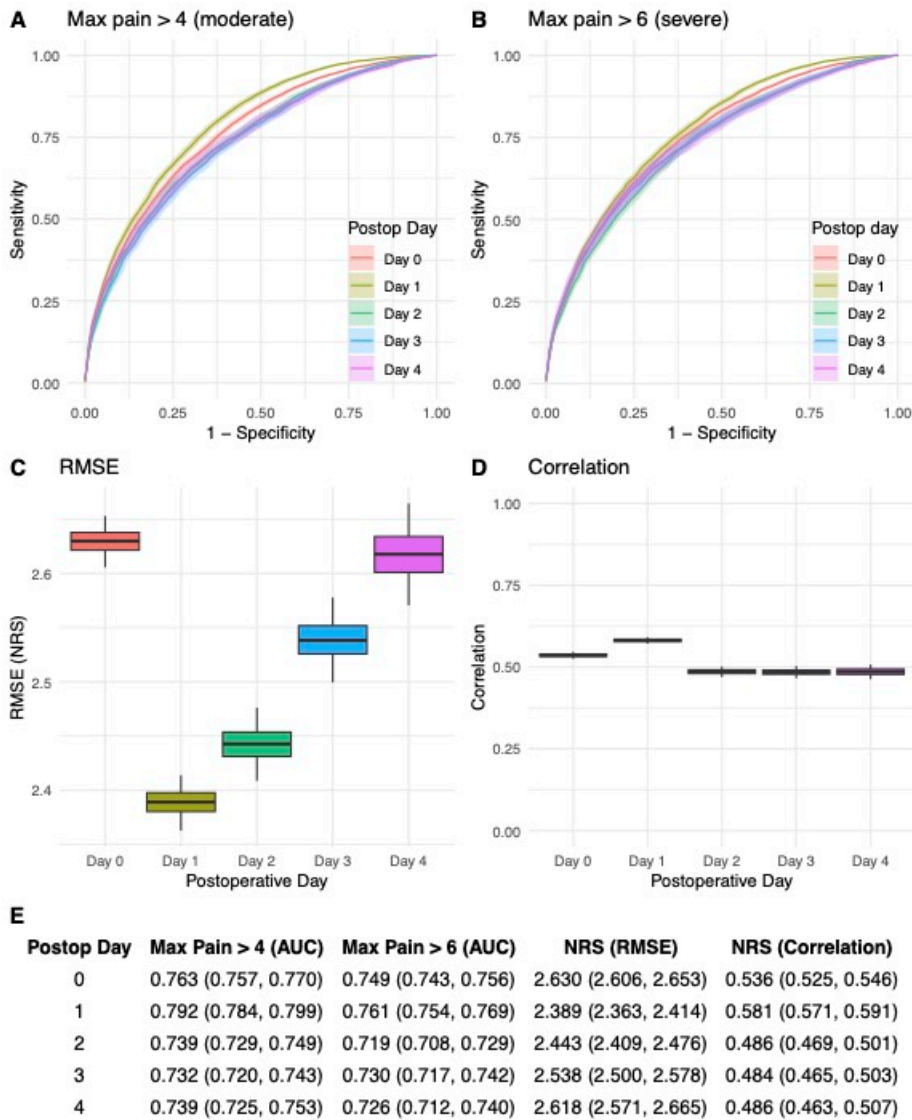 A Max pain > 4 (moderate)
1.00
0.75
0.50
0.25
0.00
Sensitivity
Postop Day
Day 0
Day 1
Day 2
Day 3
Day 4
0.00 0.25 0.50 0.75 1.00
1 − Specificity
B Max pain > 6 (severe)
1.00
0.75
0.50
0.25
0.00
Sensitivity
Postop day
Day 0
Day 1
Day 2
Day 3
Day 4
0.00 0.25 0.50 0.75 1.00
1 − Specificity
C RMSE
2.6
2.5
2.4
RMSE (NRS)
Day 0 Day 1 Day 2 Day 3 Day 4
Postoperative Day
D Correlation
1.00
0.75
0.50
0.25
0.00
Correlation
Day 0 Day 1 Day 2 Day 3 Day 4
Postoperative Day
E
Postop Day Max Pain > 4 (AUC) Max Pain > 6 (AUC) NRS (RMSE) NRS (Correlation)
0 0.763 (0.757, 0.770) 0.749 (0.743, 0.756) 2.630 (2.606, 2.653) 0.536 (0.525, 0.546)
1 0.792 (0.784, 0.799) 0.761 (0.754, 0.769) 2.389 (2.363, 2.414) 0.581 (0.571, 0.591)
2 0.739 (0.729, 0.749) 0.719 (0.708, 0.729) 2.443 (2.409, 2.476) 0.486 (0.469, 0.501)
3 0.732 (0.720, 0.743) 0.730 (0.717, 0.742) 2.538 (2.500, 2.578) 0.484 (0.465, 0.503)
4 0.739 (0.725, 0.753) 0.726 (0.712, 0.740) 2.618 (2.571, 2.665) 0.486 (0.463, 0.507)